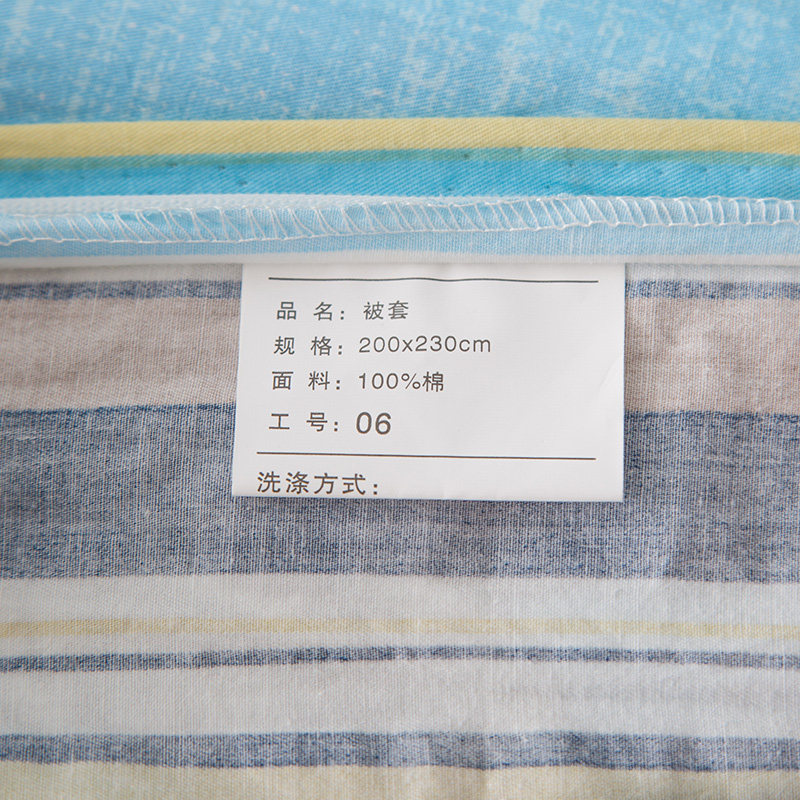 品 名：被套
规 格：200x230cm
面 料：100%棉
工 号：06
洗涤方式：